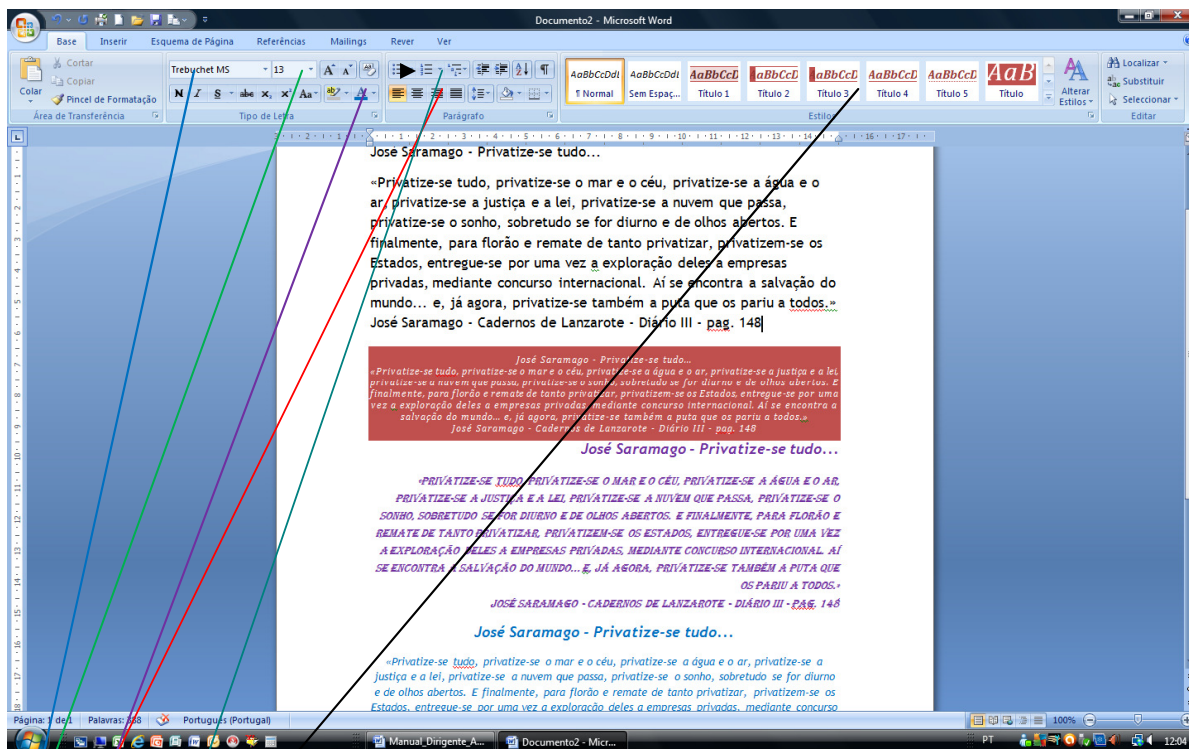 Documento2 - Microsoft Word
Base Inserir Esquema de Página Referências Mailings Rever Ver
Colar
Cortar
Copiar
Pincel de Formatação
Área de Transferência
Trebuchet MS 13
N I S abc x₂ x² Aa
Tipo de Letra
Parágrafo
AaBbCcDdI AaBbCcDdI AaBbCcD AaBbCcD AaBbCcD AaBbCcD AaBbCcD AaB
¶ Normal Sem Espaç... Título 1 Título 2 Título 3 Título 4 Título 5 Título
Alterar
Estilos
Estilos
Localizar
Substituir
Seleccionar
Editar
José Saramago - Privatize-se tudo...
«Privatize-se tudo, privatize-se o mar e o céu, privatize-se a água e o
ar, privatize-se a justiça e a lei, privatize-se a nuvem que passa,
privatize-se o sonho, sobretudo se for diurno e de olhos abertos. E
finalmente, para florão e remate de tanto privatizar, privatizem-se os
Estados, entregue-se por uma vez a exploração deles a empresas
privadas, mediante concurso internacional. Aí se encontra a salvação do
mundo... e, já agora, privatize-se também a puta que os pariu a todos.»
José Saramago - Cadernos de Lanzarote - Diário III - pag. 148
José Saramago - Privatize-se tudo...
«Privatize-se tudo, privatize-se o mar e o céu, privatize-se a água e o ar, privatize-se a justiça e a lei,
privatize-se a nuvem que passa, privatize-se o sonho, sobretudo se for diurno e de olhos abertos. E
finalmente, para florão e remate de tanto privatizar, privatizem-se os Estados, entregue-se por uma
vez a exploração deles a empresas privadas, mediante concurso internacional. Aí se encontra a
salvação do mundo... e, já agora, privatize-se também a puta que os pariu a todos.»
José Saramago - Cadernos de Lanzarote - Diário III - pag. 148
José Saramago - Privatize-se tudo...
«PRIVATIZE-SE TUDO, PRIVATIZE-SE O MAR E O CÉU, PRIVATIZE-SE A ÁGUA E O AR,
PRIVATIZE-SE A JUSTIÇA E A LEI, PRIVATIZE-SE A NUVEM QUE PASSA, PRIVATIZE-SE O
SONHO, SOBRETUDO SE FOR DIURNO E DE OLHOS ABERTOS. E FINALMENTE, PARA FLORÃO E
REMATE DE TANTO PRIVATIZAR, PRIVATIZEM-SE OS ESTADOS, ENTREGUE-SE POR UMA VEZ
A EXPLORAÇÃO DELES A EMPRESAS PRIVADAS, MEDIANTE CONCURSO INTERNACIONAL. AÍ
SE ENCONTRA A SALVAÇÃO DO MUNDO... E, JÁ AGORA, PRIVATIZE-SE TAMBÉM A PUTA QUE
OS PARIU A TODOS.»
JOSÉ SARAMAGO - CADERNOS DE LANZAROTE - DIÁRIO III - PAG. 148
José Saramago - Privatize-se tudo...
«Privatize-se tudo, privatize-se o mar e o céu, privatize-se a água e o ar, privatize-se a
justiça e a lei, privatize-se a nuvem que passa, privatize-se o sonho, sobretudo se for diurno
e de olhos abertos. E finalmente, para florão e remate de tanto privatizar, privatizem-se os
Estados, entregue-se por uma vez a exploração deles a empresas privadas, mediante concurso
Página: 1 de 1 Palavras: Português (Portugal) 100%
Manual_Dirigente_A... Documento2 - Micr... PT 12:04